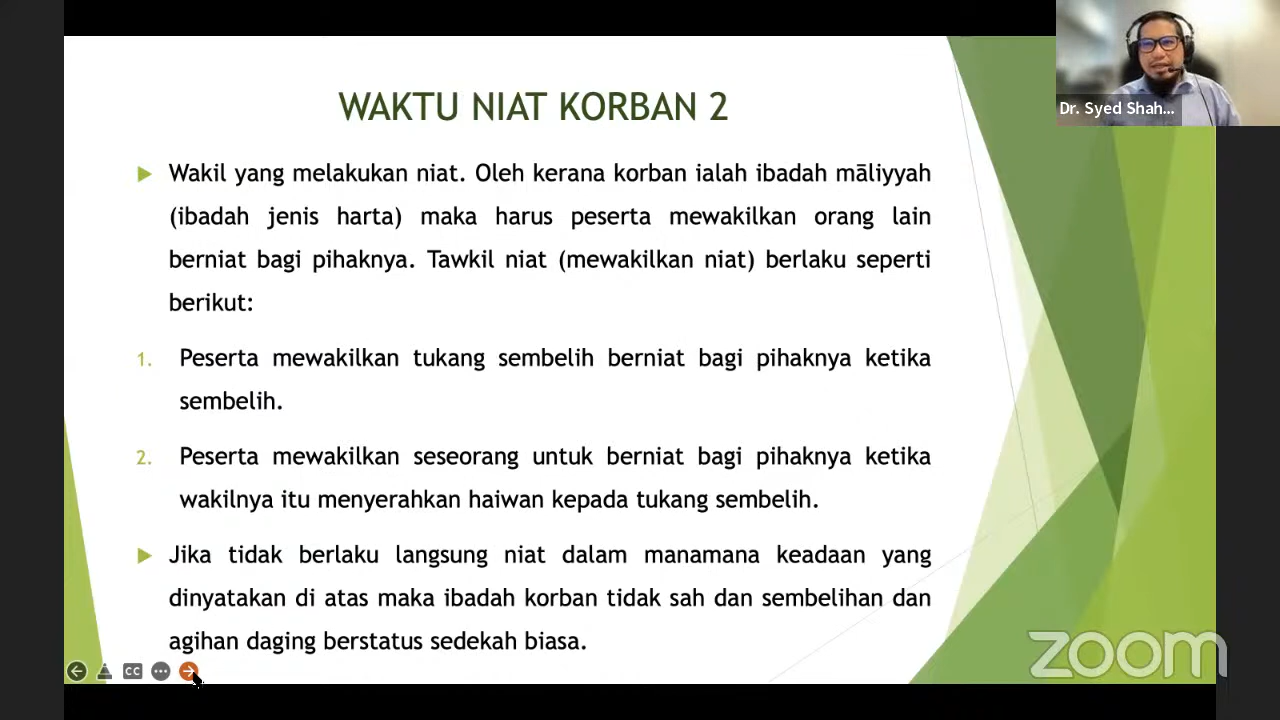 Dr. Syed Shah...
WAKTU NIAT KORBAN 2
Wakil yang melakukan niat. Oleh kerana korban ialah ibadah māliyyah
(ibadah jenis harta) maka harus peserta mewakilkan orang lain
berniat bagi pihaknya. Tawkil niat (mewakilkan niat) berlaku seperti
berikut:
1. Peserta mewakilkan tukang sembelih berniat bagi pihaknya ketika
sembelih.
2. Peserta mewakilkan seseorang untuk berniat bagi pihaknya ketika
wakilnya itu menyerahkan haiwan kepada tukang sembelih.
Jika tidak berlaku langsung niat dalam manamana keadaan yang
dinyatakan di atas maka ibadah korban tidak sah dan sembelihan dan
agihan daging berstatus sedekah biasa.
CC
zoom